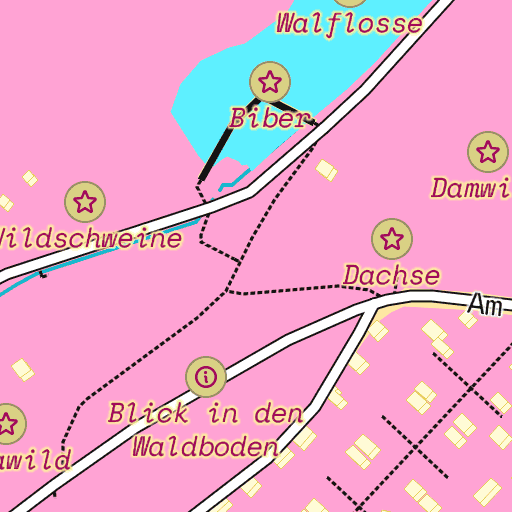 Walflosse
Biber
Damwi
Wildschweine
Dachse
Am
Blick in den
Waldboden
wild